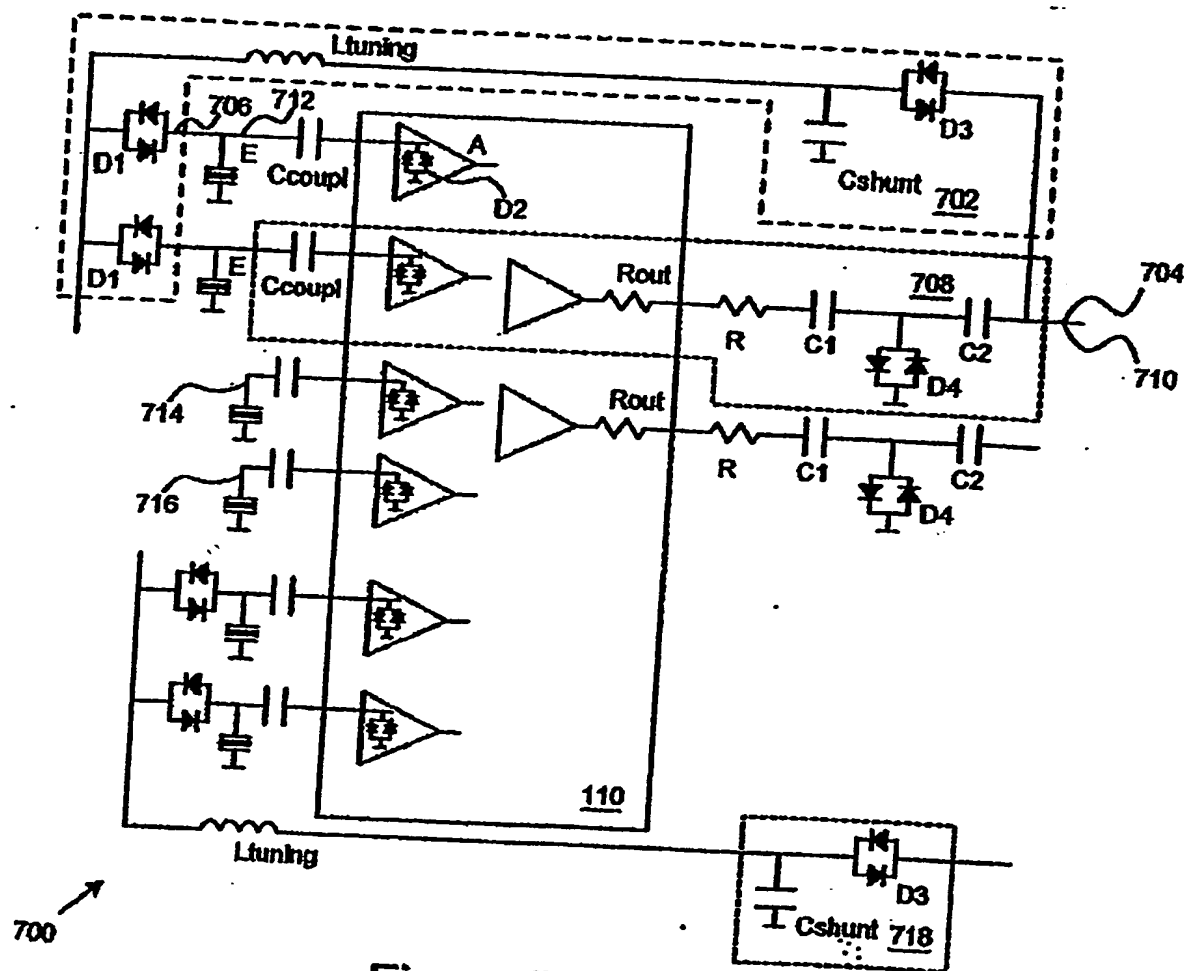 Ltuning
706
712
D1
E
Ccoupl
A
D2
D3
Cshunt 702
D1
E
Ccoupl
Rout
708
704
R
C1
C2
D4
710
714
Rout
R
C1
C2
D4
716
110
Ltuning
D3
Cshunt 718
700